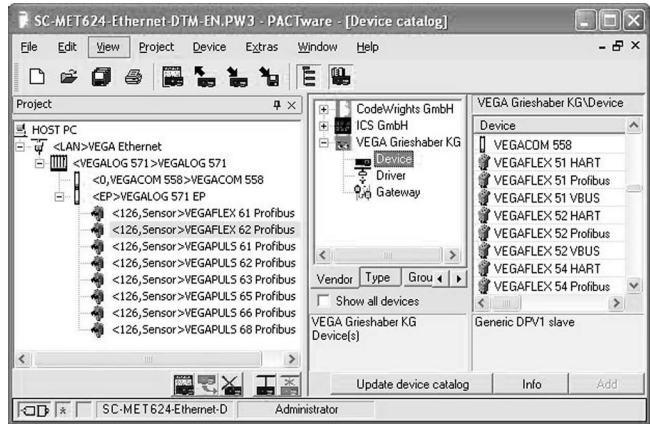 SC-MET624-Ethernet-DTM-EN.PW3 - PACTware - [Device catalog]
File Edit View Project Device Extras Window Help
Project
HOST PC
<LAN>VEGA Ethernet
<VEGALOG 571>VEGALOG 571
<0,VEGACOM 558>VEGACOM 558
<EP>VEGALOG 571 EP
<126,Sensor>VEGAFLEX 61 Profibus
<126,Sensor>VEGAFLEX 62 Profibus
<126,Sensor>VEGAPULS 61 Profibus
<126,Sensor>VEGAPULS 62 Profibus
<126,Sensor>VEGAPULS 63 Profibus
<126,Sensor>VEGAPULS 65 Profibus
<126,Sensor>VEGAPULS 66 Profibus
<126,Sensor>VEGAPULS 68 Profibus
CodeWrights GmbH
ICS GmbH
VEGA Grieshaber KG
Device
Driver
Gateway
Vendor Type Grou
Show all devices
VEGA Grieshaber KG
Device(s)
VEGA Grieshaber KG\Device
Device
VEGACOM 558
VEGAFLEX 51 HART
VEGAFLEX 51 Profibus
VEGAFLEX 51 VBUS
VEGAFLEX 52 HART
VEGAFLEX 52 Profibus
VEGAFLEX 52 VBUS
VEGAFLEX 54 HART
VEGAFLEX 54 Profibus
Generic DPV1 slave
Update device catalog Info Add
SC-MET624-Ethernet-D Administrator